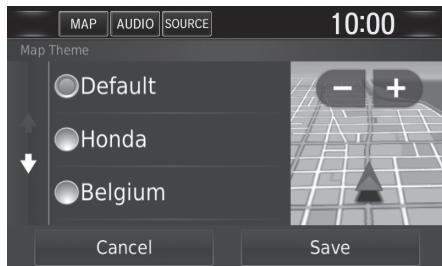 MAP AUDIO SOURCE 10:00
Map Theme
Default
Honda
Belgium
Cancel Save